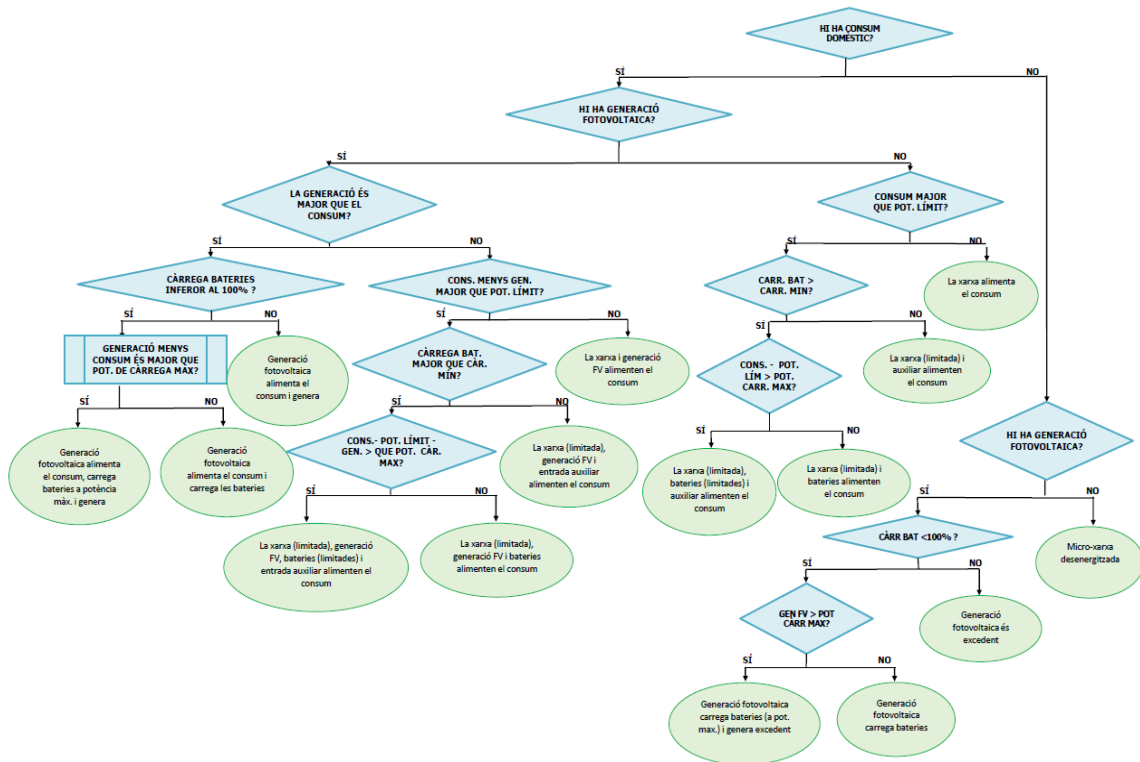 HI HA CONSUM
DOMÈSTIC?
SÍ
NO
HI HA GENERACIÓ
FOTOVOLTAICA?
SÍ
NO
LA GENERACIÓ ÉS
MAJOR QUE EL
CONSUM?
CONSUM MAJOR
QUE POT. LÍMIT?
SÍ
NO
SÍ
NO
CÀRREGA BATERIES
INFEROR AL 100% ?
CONS. MENYS GEN.
MAJOR QUE POT. LÍMIT?
CARR. BAT >
CARR. MIN?
La xarxa alimenta
el consum
SÍ
NO
SÍ
NO
SÍ
NO
GENERACIÓ MENYS
CONSUM ÉS MAJOR QUE
POT. DE CÀRREGA MÀX?
Generació
fotovoltaica
alimenta el
consum i genera
CÀRREGA BAT.
MAJOR QUE CÀR.
MÍN?
La xarxa i generació
FV alimenten el
consum
CONS. - POT.
LÍM > POT.
CARR. MAX?
La xarxa (limitada) i
auxiliar alimenten el
consum
SÍ
NO
SÍ
NO
SÍ
NO
Generació
fotovoltaica alimenta
el consum, carrega
bateries a potència
màx. i genera
Generació
fotovoltaica
alimenta el consum i
carrega les bateries
CONS.- POT. LÍMIT -
GEN. > QUE POT. CÀR.
MAX?
La xarxa (limitada),
generació FV i
entrada auxiliar
alimenten el consum
La xarxa (limitada),
bateries (limitades) i
auxiliar alimenten el
consum
La xarxa (limitada) i
bateries alimenten
el consum
HI HA GENERACIÓ
FOTOVOLTAICA?
SÍ
NO
SÍ
NO
La xarxa (limitada), generació
FV, bateries (limitades) i
entrada auxiliar alimenten el
consum
La xarxa (limitada),
generació FV i bateries
alimenten el consum
CÀRR BAT <100% ?
Micro-xarxa
desenergitzada
SÍ
NO
GEN FV > POT
CÀRR MAX?
Generació
fotovoltaica és
excedent
SÍ
NO
Generació fotovoltaica
carrega bateries (a pot.
max.) i genera excedent
Generació
fotovoltaica
carrega bateries